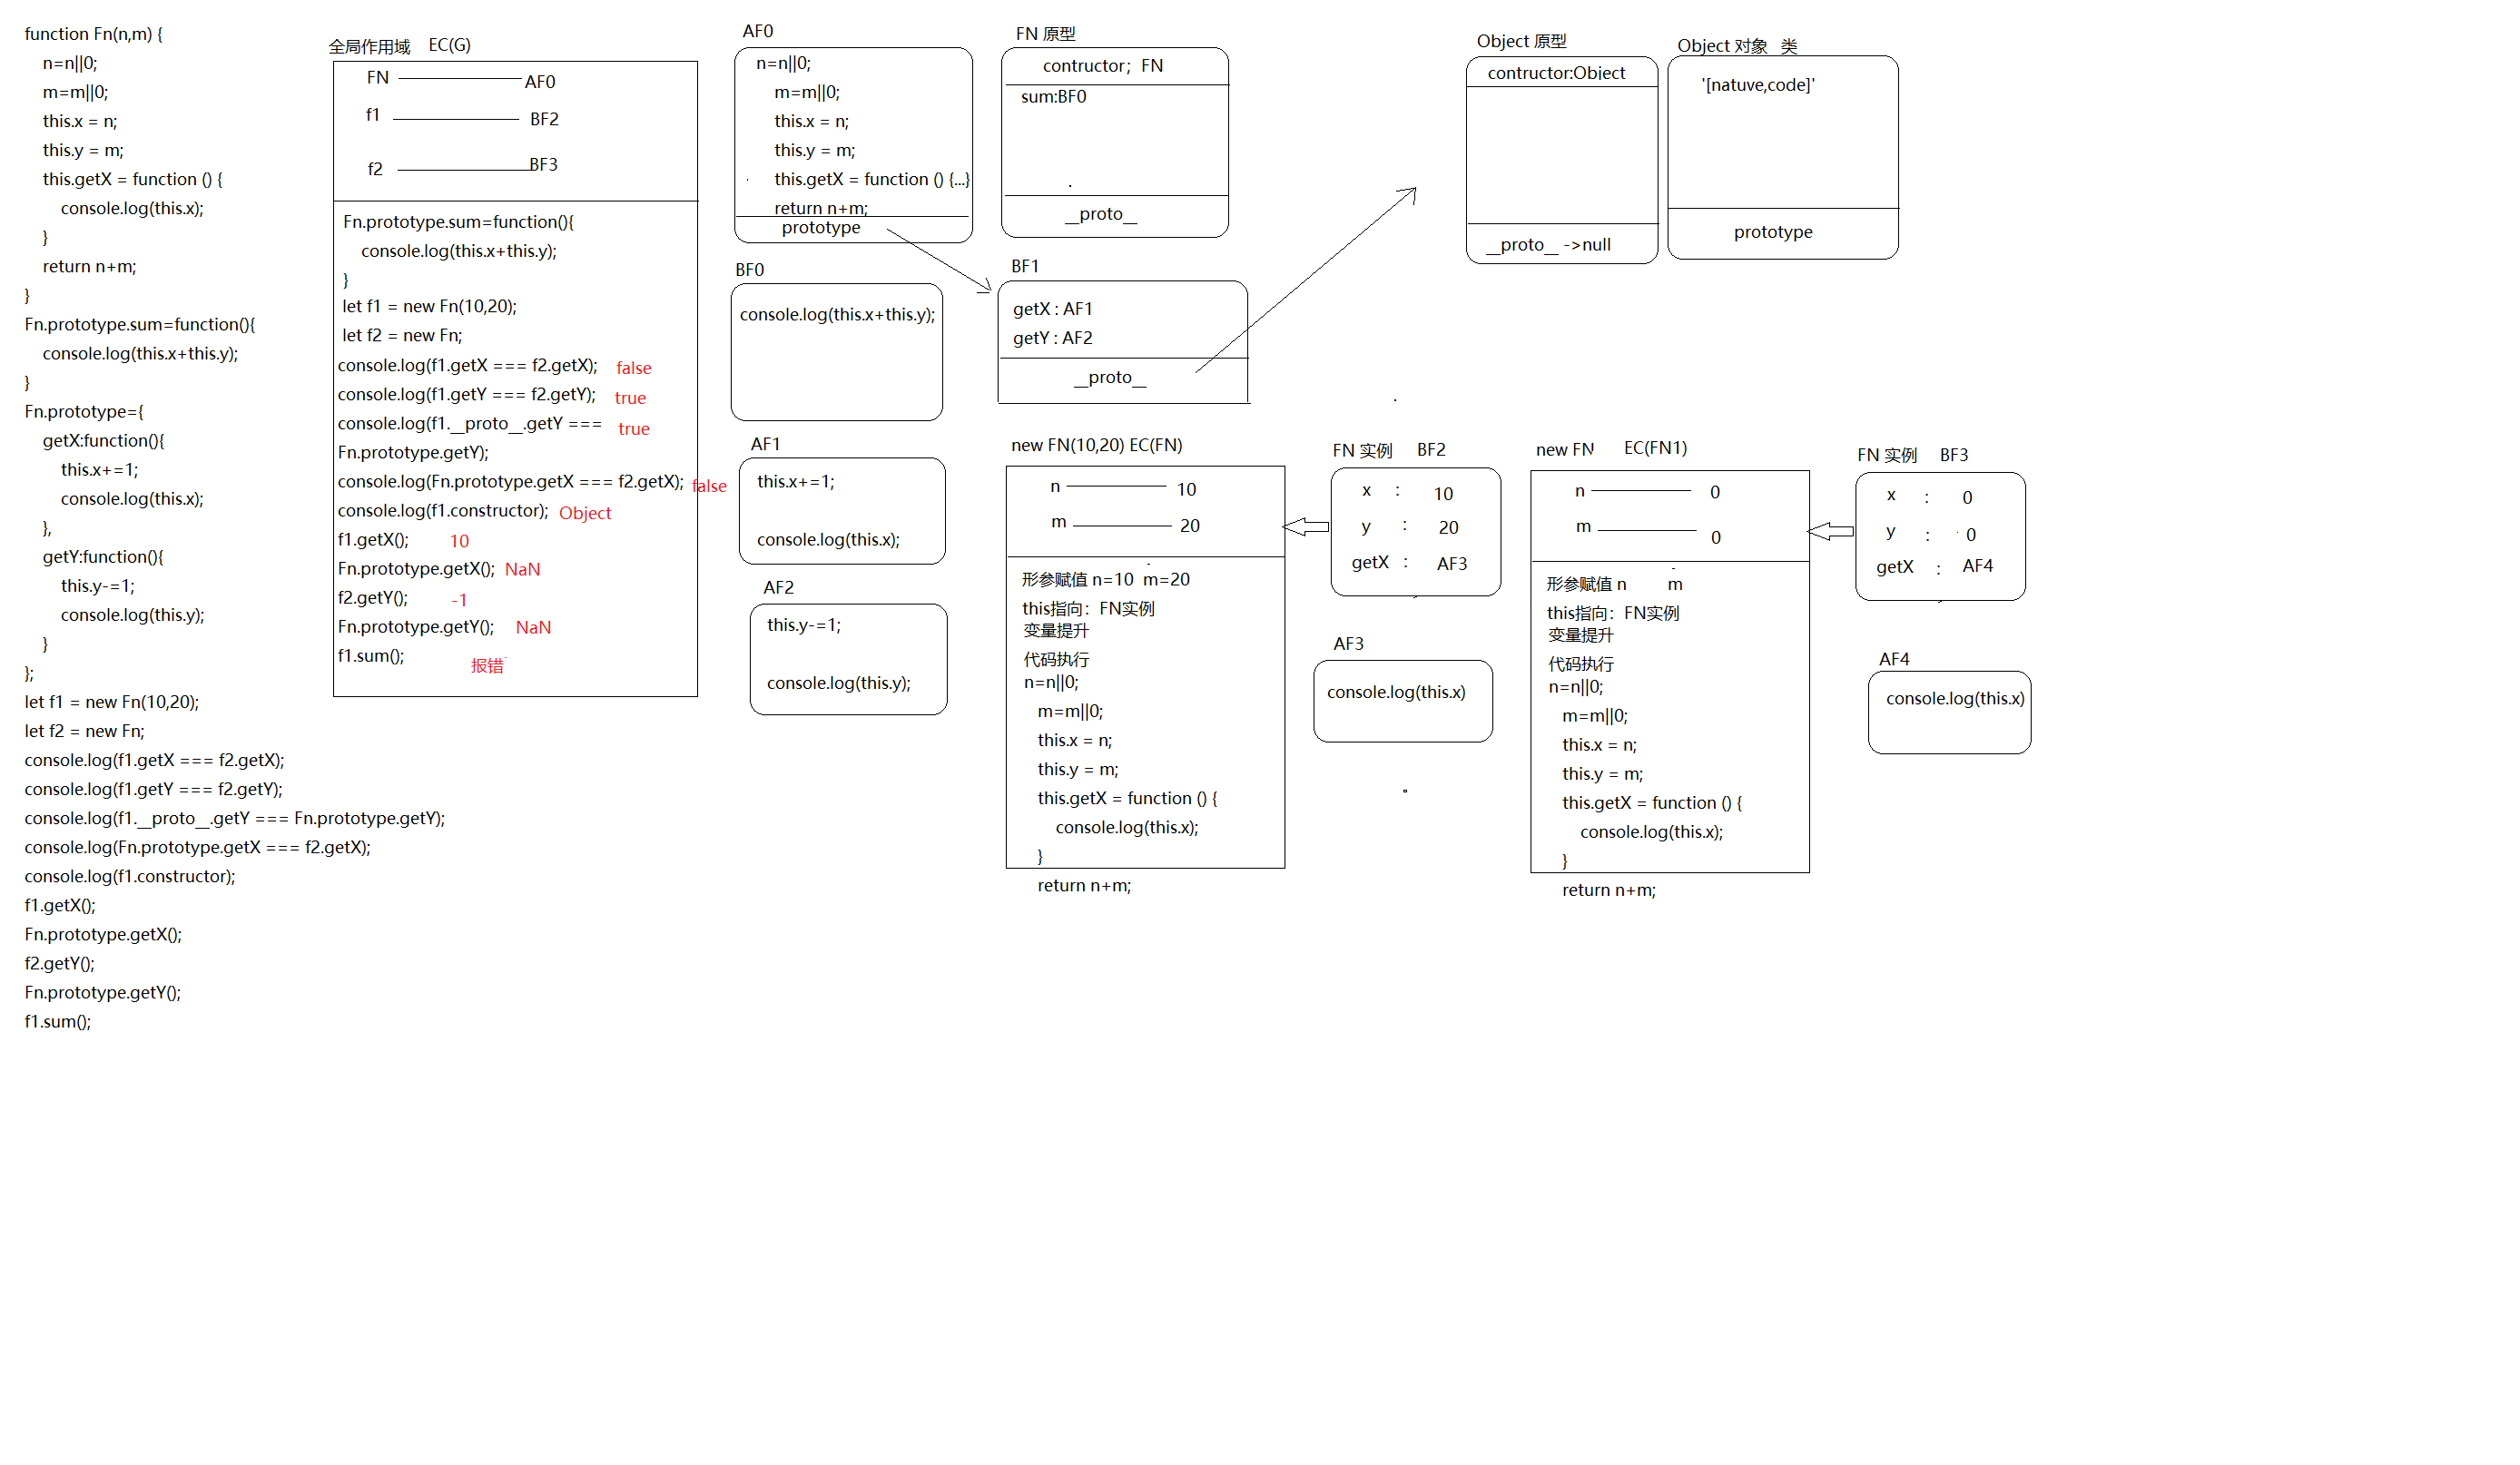 function Fn(n,m) {
n=n||0;
m=m||0;
this.x = n;
this.y = m;
this.getX = function () {
console.log(this.x);
}
return n+m;
}
Fn.prototype.sum=function(){
console.log(this.x+this.y);
}
Fn.prototype={
getX:function(){
this.x+=1;
console.log(this.x);
},
getY:function(){
this.y-=1;
console.log(this.y);
}
};
let f1 = new Fn(10,20);
let f2 = new Fn;
console.log(f1.getX === f2.getX);
console.log(f1.getY === f2.getY);
console.log(f1.__proto__.getY === Fn.prototype.getY);
console.log(Fn.prototype.getX === f2.getX);
console.log(f1.constructor);
f1.getX();
Fn.prototype.getX();
f2.getY();
Fn.prototype.getY();
f1.sum();
全局作用域 EC(G)
FN AF0
f1 BF2
f2 BF3
Fn.prototype.sum=function(){
console.log(this.x+this.y);
}
let f1 = new Fn(10,20);
let f2 = new Fn;
console.log(f1.getX === f2.getX); false
console.log(f1.getY === f2.getY); true
console.log(f1.__proto__.getY === true
Fn.prototype.getY);
console.log(Fn.prototype.getX === f2.getX); false
console.log(f1.constructor); Object
f1.getX(); 10
Fn.prototype.getX(); NaN
f2.getY(); -1
Fn.prototype.getY(); NaN
f1.sum(); 报错
AF0
n=n||0;
m=m||0;
this.x = n;
this.y = m;
this.getX = function () {...}
return n+m;
prototype
BF0
console.log(this.x+this.y);
AF1
this.x+=1;
console.log(this.x);
AF2
this.y-=1;
console.log(this.y);
FN 原型
contructor；FN
sum:BF0
__proto__
BF1
getX : AF1
getY : AF2
__proto__
Object 原型
contructor:Object
__proto__ ->null
Object 对象 类
'[natuve,code]'
prototype
new FN(10,20) EC(FN)
n 10
m 20
形参赋值 n=10 m=20
this指向：FN实例
变量提升
代码执行
n=n||0;
m=m||0;
this.x = n;
this.y = m;
this.getX = function () {
console.log(this.x);
}
return n+m;
FN 实例 BF2
x : 10
y : 20
getX : AF3
AF3
console.log(this.x)
new FN EC(FN1)
n 0
m 0
形参赋值 n m
this指向：FN实例
变量提升
代码执行
n=n||0;
m=m||0;
this.x = n;
this.y = m;
this.getX = function () {
console.log(this.x);
}
return n+m;
FN 实例 BF3
x : 0
y : 0
getX : AF4
AF4
console.log(this.x)